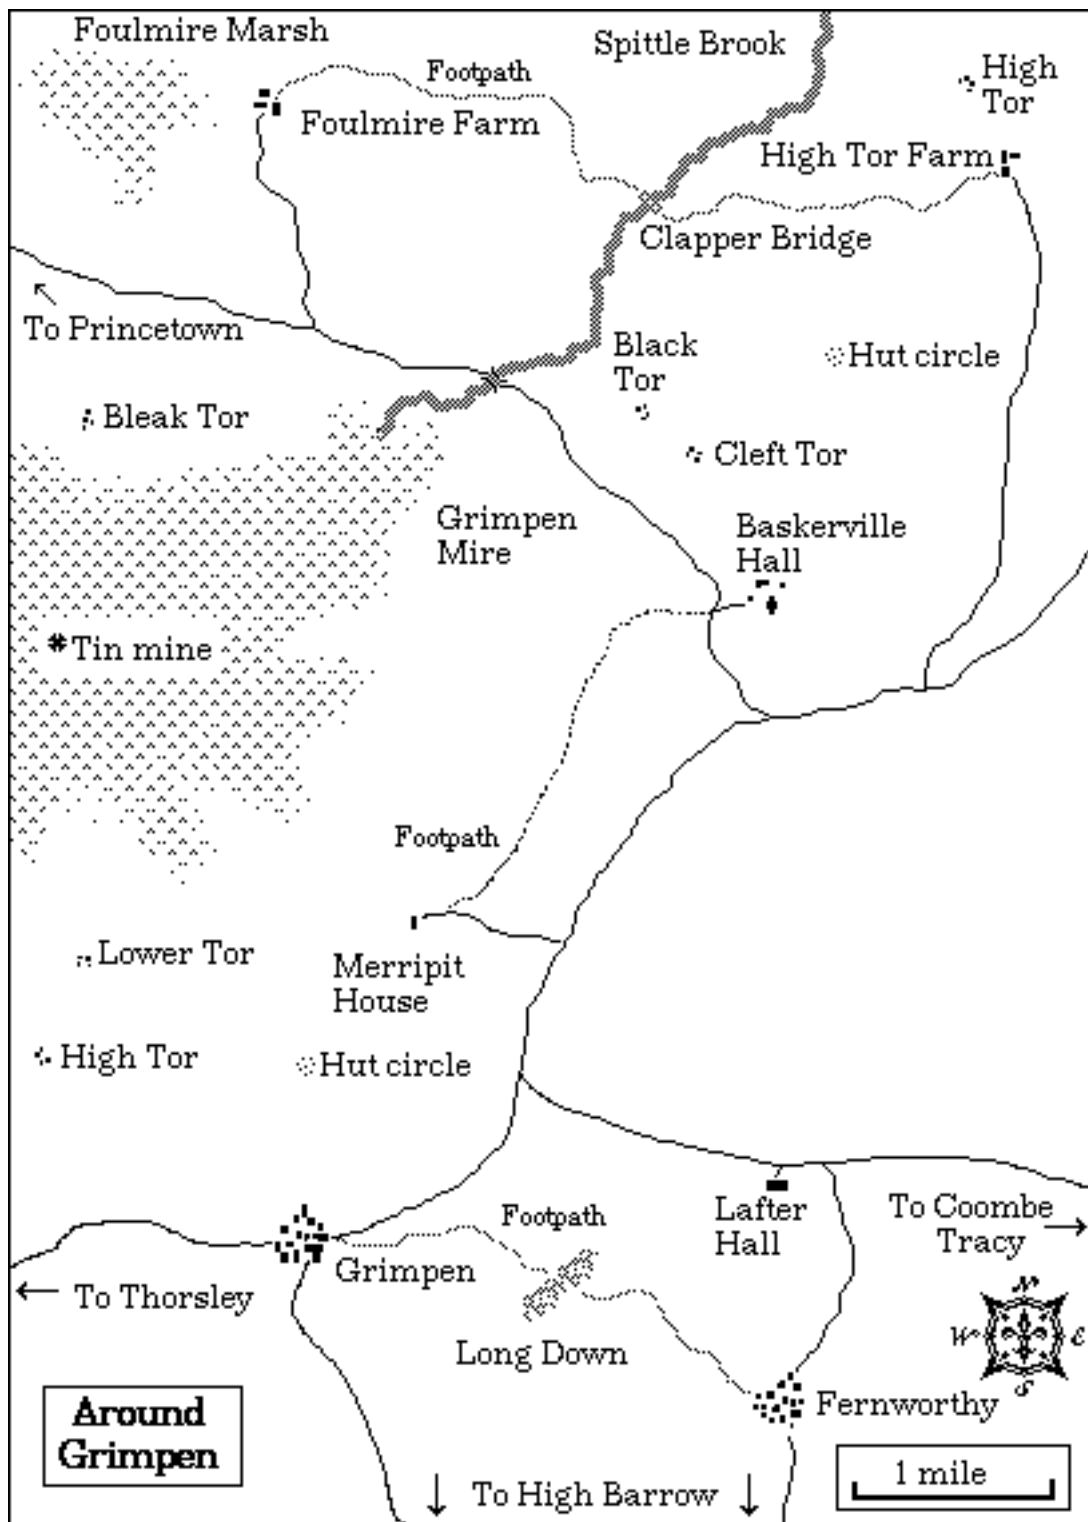 Foulmire Marsh
Spittle Brook
Footpath
High
Tor
Foulmire Farm
High Tor Farm
Clapper Bridge
To Princetown
Black
Tor
Hut circle
Bleak Tor
Cleft Tor
Grimpen
Mire
Baskerville
Hall
Tin mine
Footpath
Lower Tor
Merripit
House
High Tor
Hut circle
Footpath
Lafter
Hall
To Coombe
Tracy
Grimpen
To Thorsley
Long Down
N
W
E
S
Around
Grimpen
Fernworthy
To High Barrow
1 mile